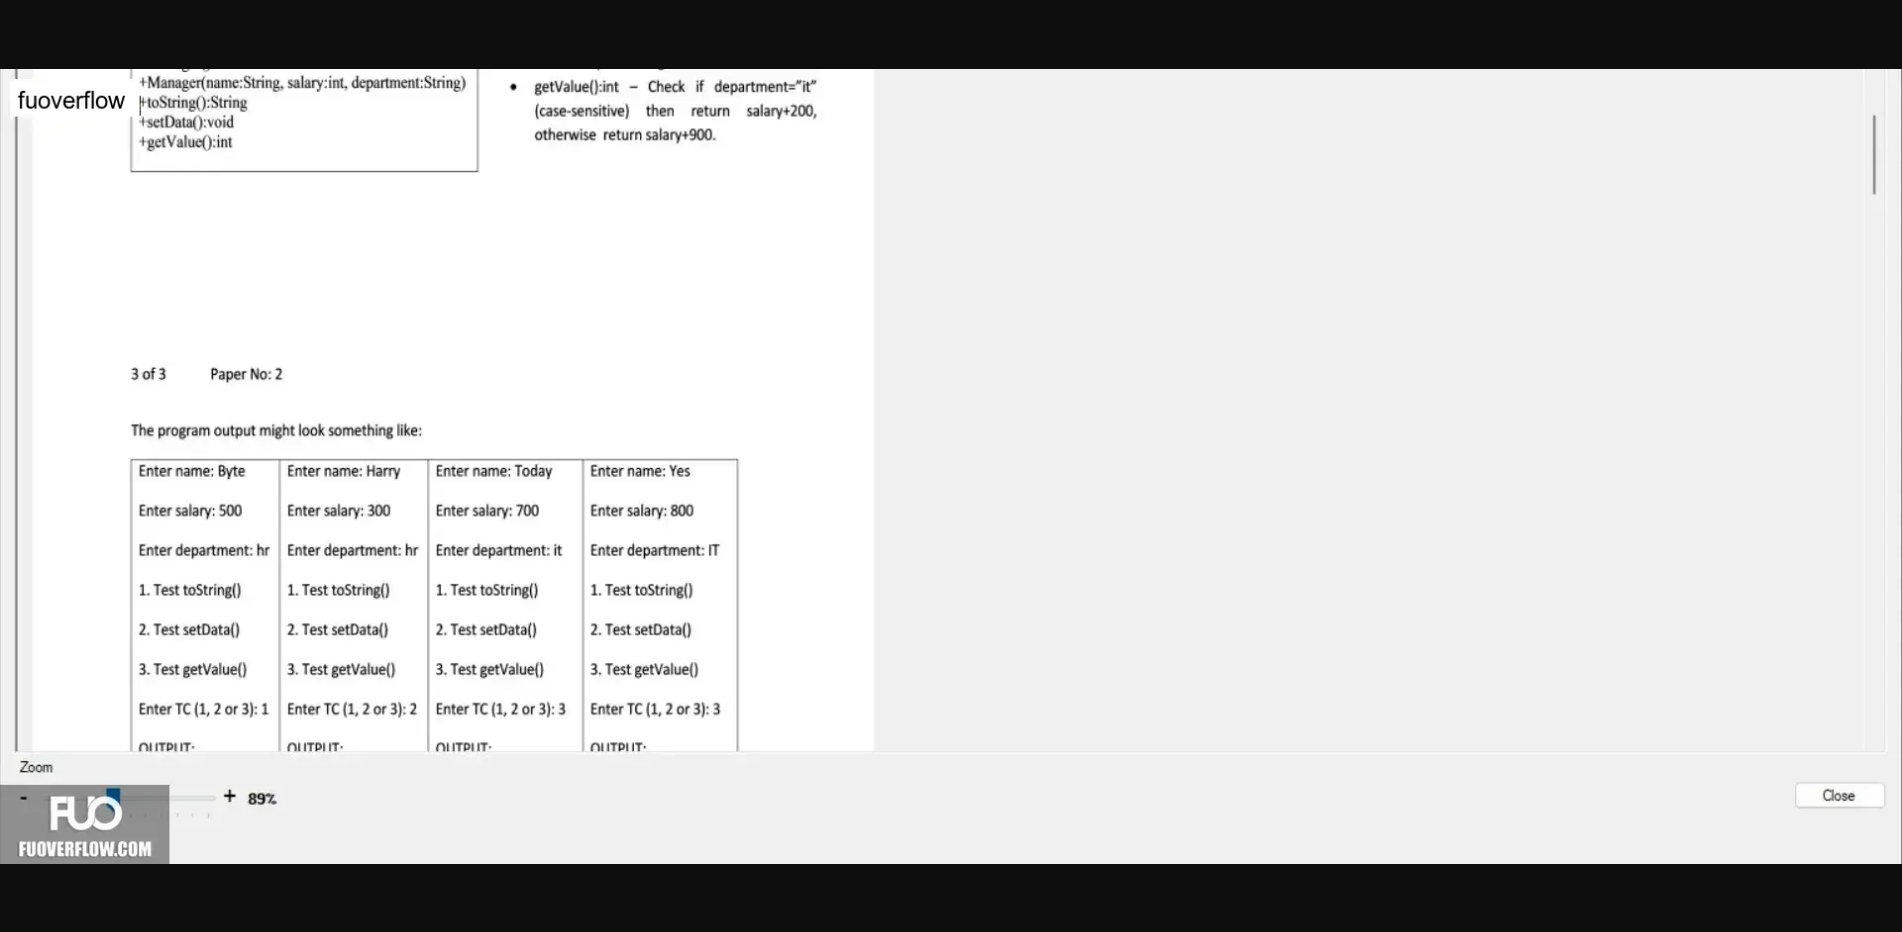 +Manager(name:String, salary:int, department:String)
fuoverflow
+toString():String
+setData():void
+getValue():int
• getValue():int – Check if department="it"
(case-sensitive) then return salary+200,
otherwise return salary+900.
3 of 3 Paper No: 2
The program output might look something like:
Enter name: Byte Enter name: Harry Enter name: Today Enter name: Yes
Enter salary: 500 Enter salary: 300 Enter salary: 700 Enter salary: 800
Enter department: hr Enter department: hr Enter department: it Enter department: IT
1. Test toString() 1. Test toString() 1. Test toString() 1. Test toString()
2. Test setData() 2. Test setData() 2. Test setData() 2. Test setData()
3. Test getValue() 3. Test getValue() 3. Test getValue() 3. Test getValue()
Enter TC (1, 2 or 3): 1 Enter TC (1, 2 or 3): 2 Enter TC (1, 2 or 3): 3 Enter TC (1, 2 or 3): 3
OUTPUT: OUTPUT: OUTPUT: OUTPUT:
Zoom
- + 89%
Close
FUO
FUOVERFLOW.COM